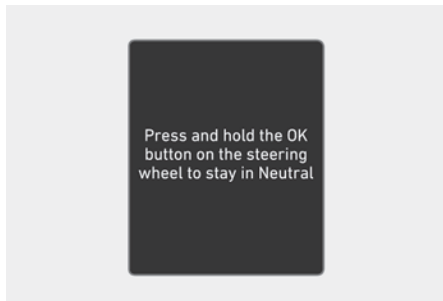 Press and hold the OK
button on the steering
wheel to stay in Neutral